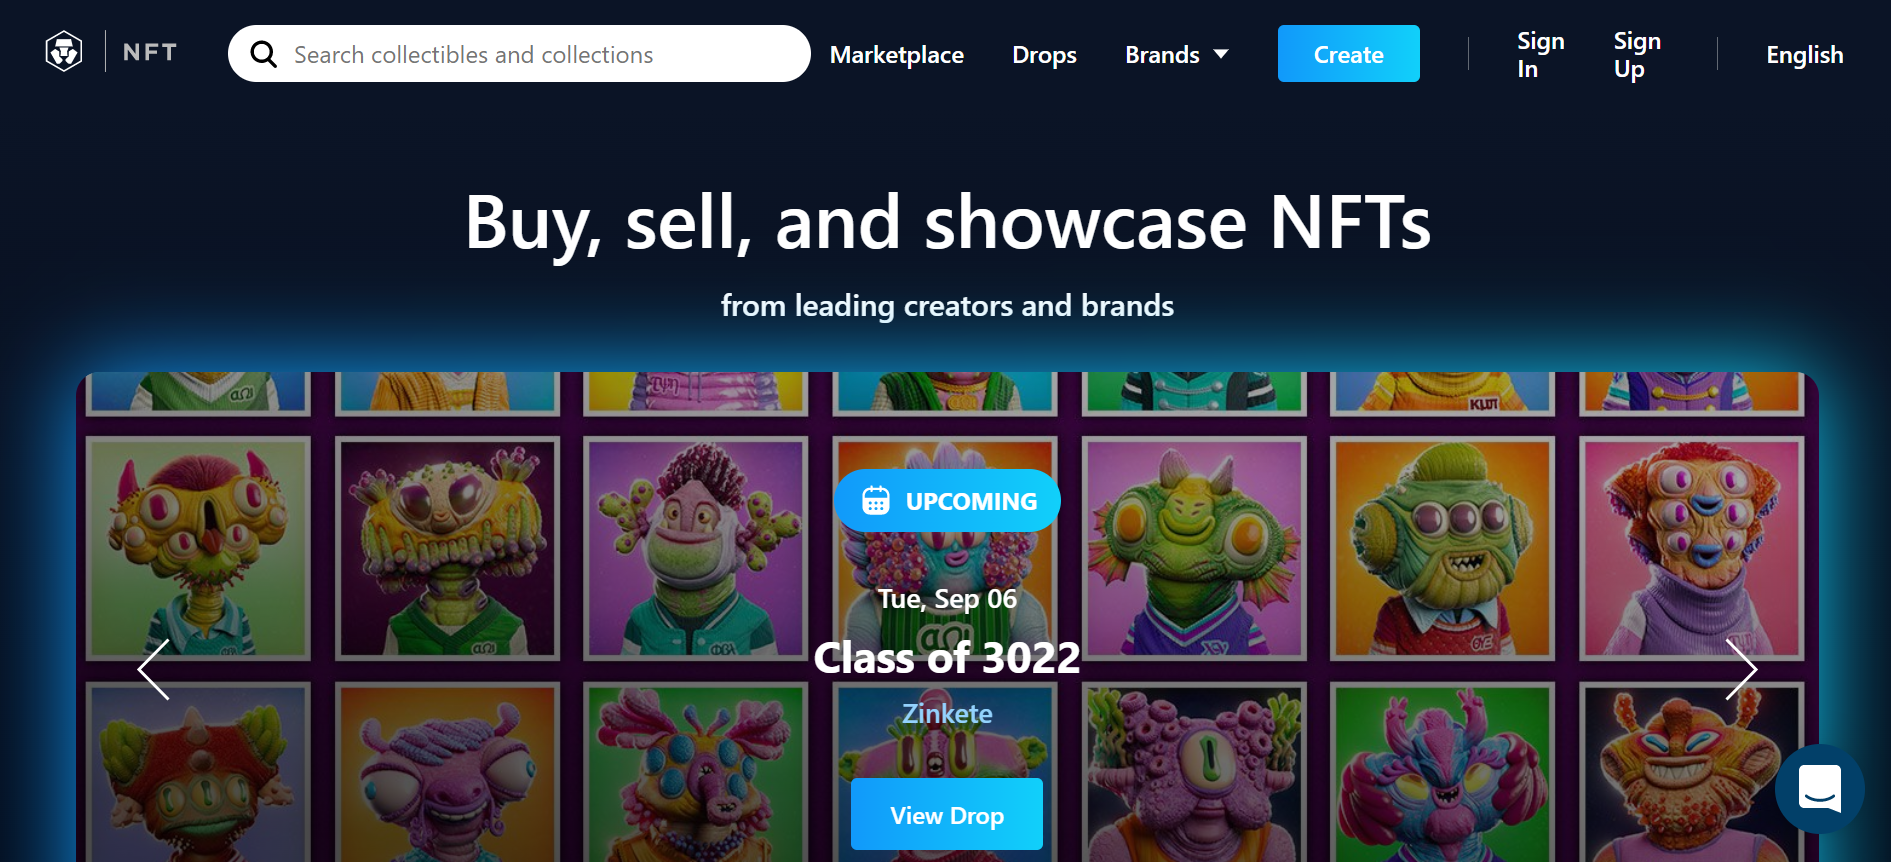 NFT
Search collectibles and collections
Marketplace
Drops
Brands
Create
Sign In
Sign Up
English
Buy, sell, and showcase NFTs
from leading creators and brands
UPCOMING
Tue, Sep 06
Class of 3022
Zinkete
View Drop